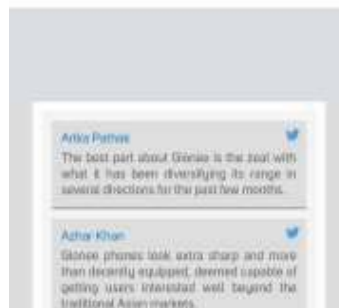 Anka Pathak
The best part about Gionee is the zeal with
what it has been diversifying its range in
several directions for the past few months.
Azhar Khan
Gionee phones look extra sharp and more
than decently equipped, deemed capable of
getting users interested well beyond the
traditional Asian markets.